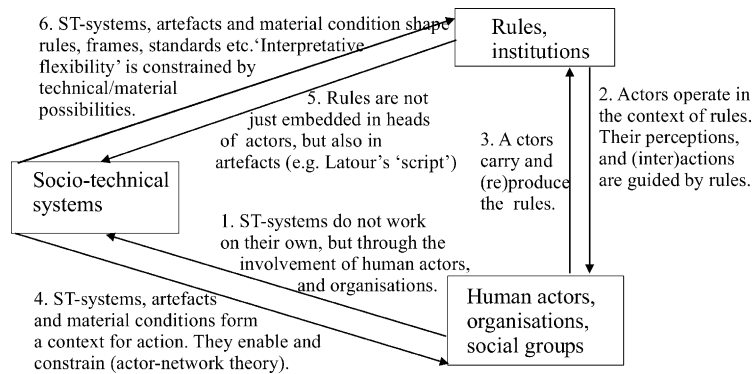 6. ST-systems, artefacts and material condition shape
rules, frames, standards etc.‘Interpretative
flexibility’ is constrained by
technical/material
possibilities.
Rules,
institutions
5. Rules are not
just embedded in heads
of actors, but also in
artefacts (e.g. Latour’s ‘script’)
3. A ctors
carry and
(re)produce
the rules.
2. Actors operate in
the context of rules.
Their perceptions,
and (inter)actions
are guided by rules.
Socio-technical
systems
1. ST-systems do not work
on their own, but through the
involvement of human actors,
and organisations.
4. ST-systems, artefacts
and material conditions form
a context for action. They enable and
constrain (actor-network theory).
Human actors,
organisations,
social groups